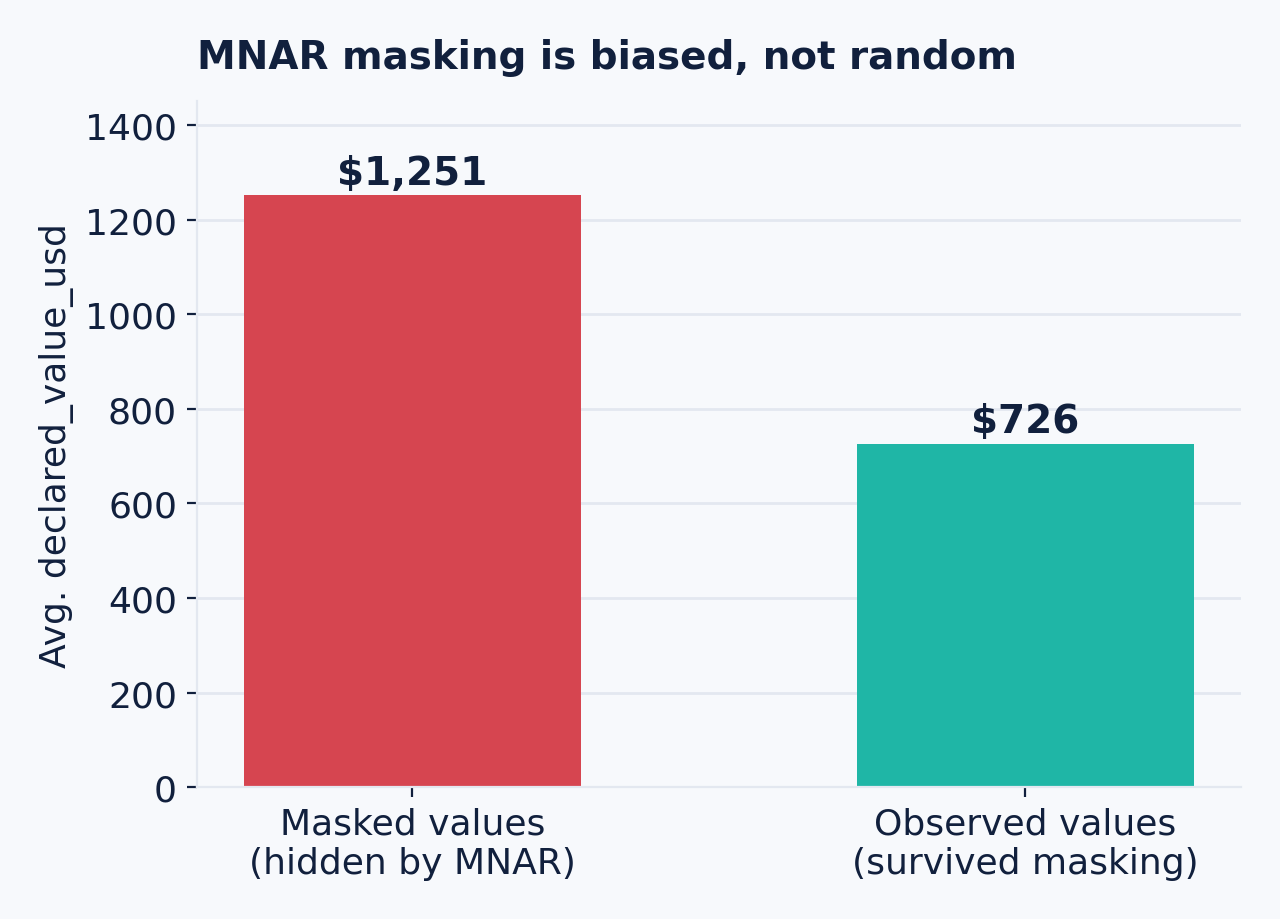 MNAR masking is biased, not random
Avg. declared_value_usd
1400
1200
1000
800
600
400
200
0
$1,251
$726
Masked values
(hidden by MNAR)
Observed values
(survived masking)